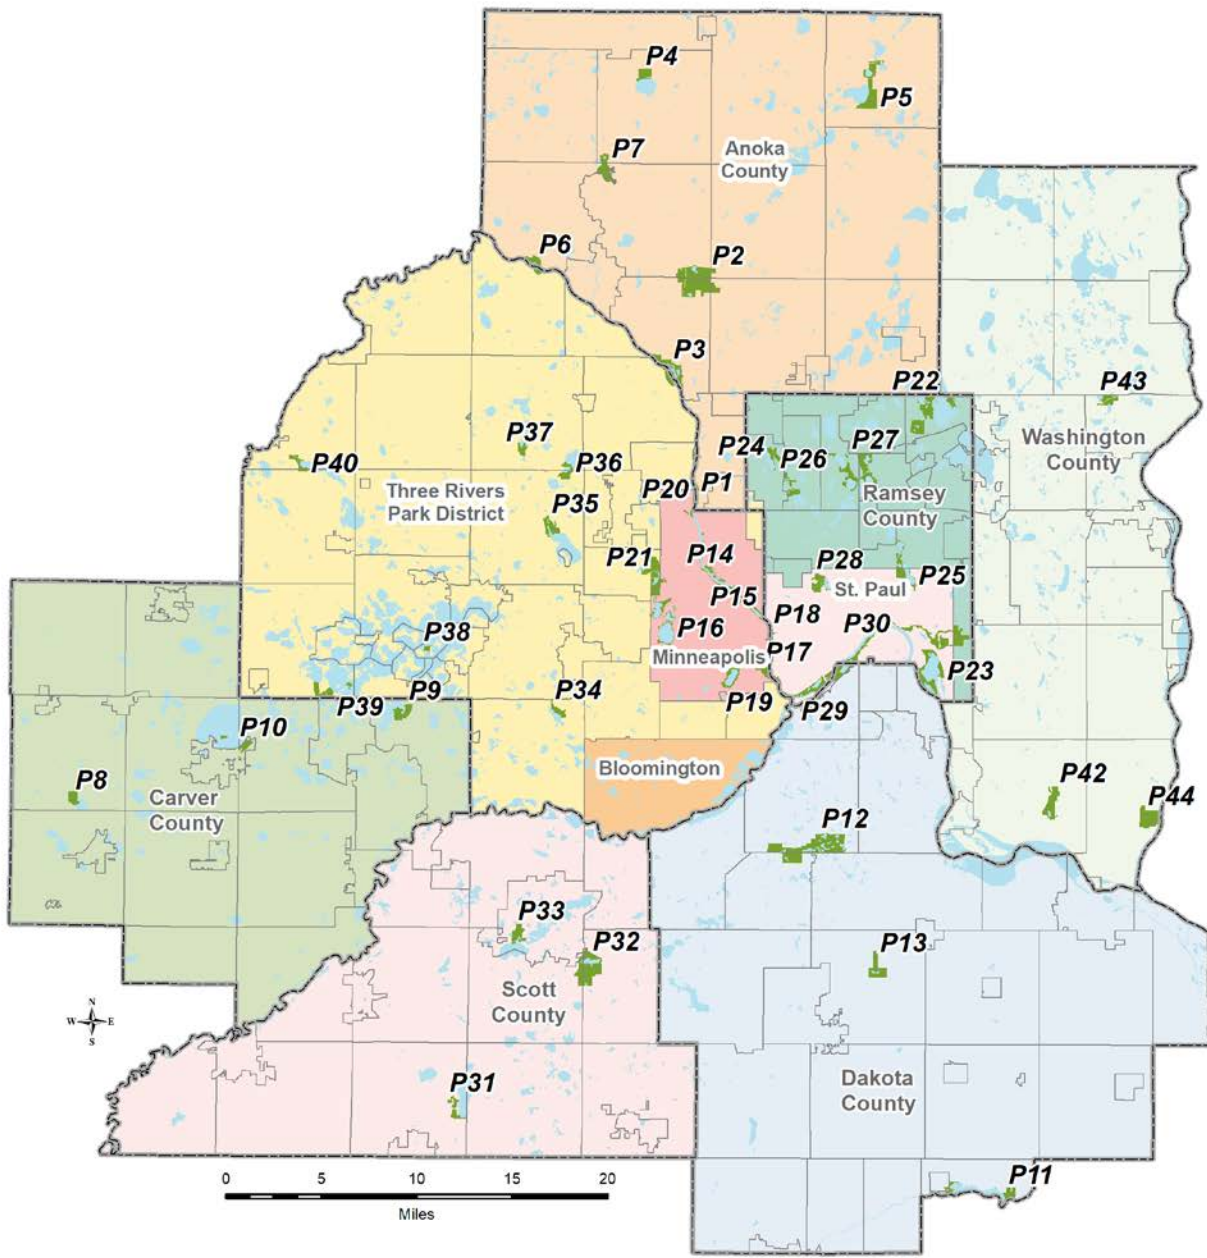 P4
P5
P7
Anoka
County
P6
P2
P3
P22
P43
P37
P24
P27
Washington
County
P40
P36
P26
Three Rivers
Park District
P20
P1
Ramsey
County
P35
P21
P14
P28
P25
St. Paul
P15
P38
P16
P18
P30
Minneapolis
P17
P23
P39
P9
P34
P19
P29
P10
Bloomington
P8
Carver
County
P42
P44
P12
P33
P32
P13
Scott
County
N
W
E
S
P31
Dakota
County
P11
0
5
10
15
20
Miles